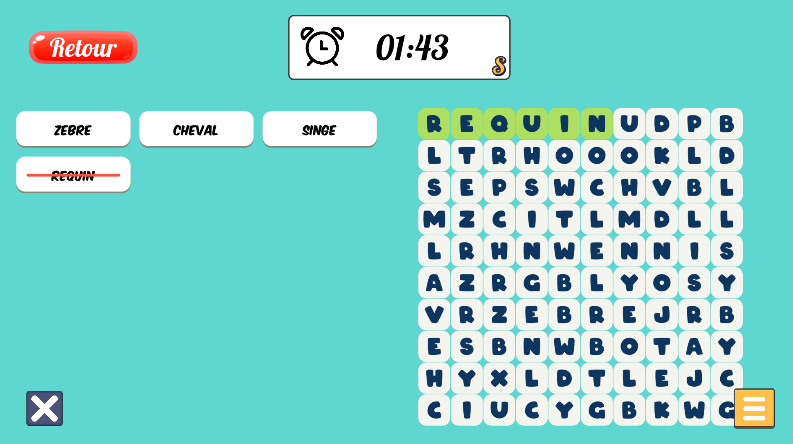 Retour
01:43
S
ZEBRE CHEVAL SINGE
REQUIN
R E Q U I N U D P B
L T R H O O O K L D
S E P S W C H V B L
M Z C I T L M D L L
L R H N W E N N I S
A Z R G B L Y O S Y
V R Z E B R E J R B
E S B N W B O T A Y
H Y X L D T L E J C
C I U C Y G B K W G